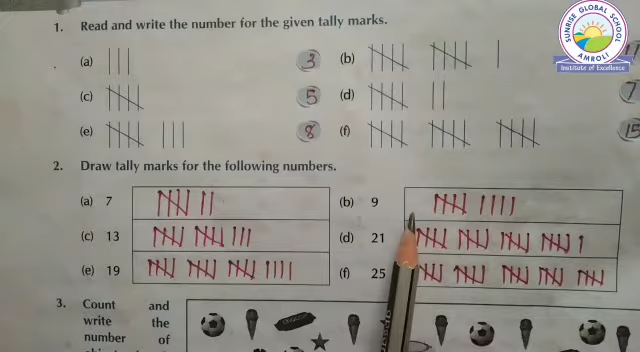 1. Read and write the number for the given tally marks.
SUNRISE GLOBAL SCHOOL
AMROLI
Institute of Excellence
(a) 3 (b)
(c) 5 (d) 7
(e) 8 (f) 15
2. Draw tally marks for the following numbers.
(a) 7 (b) 9
(c) 13 (d) 21
(e) 19 (f) 25
3. Count and
write the
number of